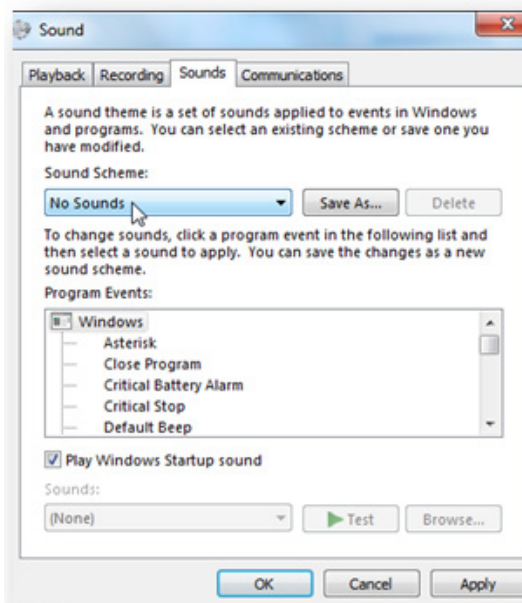 Sound
Playback Recording Sounds Communications
A sound theme is a set of sounds applied to events in Windows
and programs. You can select an existing scheme or save one you
have modified.
Sound Scheme:
No Sounds Save As... Delete
To change sounds, click a program event in the following list and
then select a sound to apply. You can save the changes as a new
sound scheme.
Program Events:
Windows
Asterisk
Close Program
Critical Battery Alarm
Critical Stop
Default Beep
Play Windows Startup sound
Sounds:
(None) Test Browse...
OK Cancel Apply